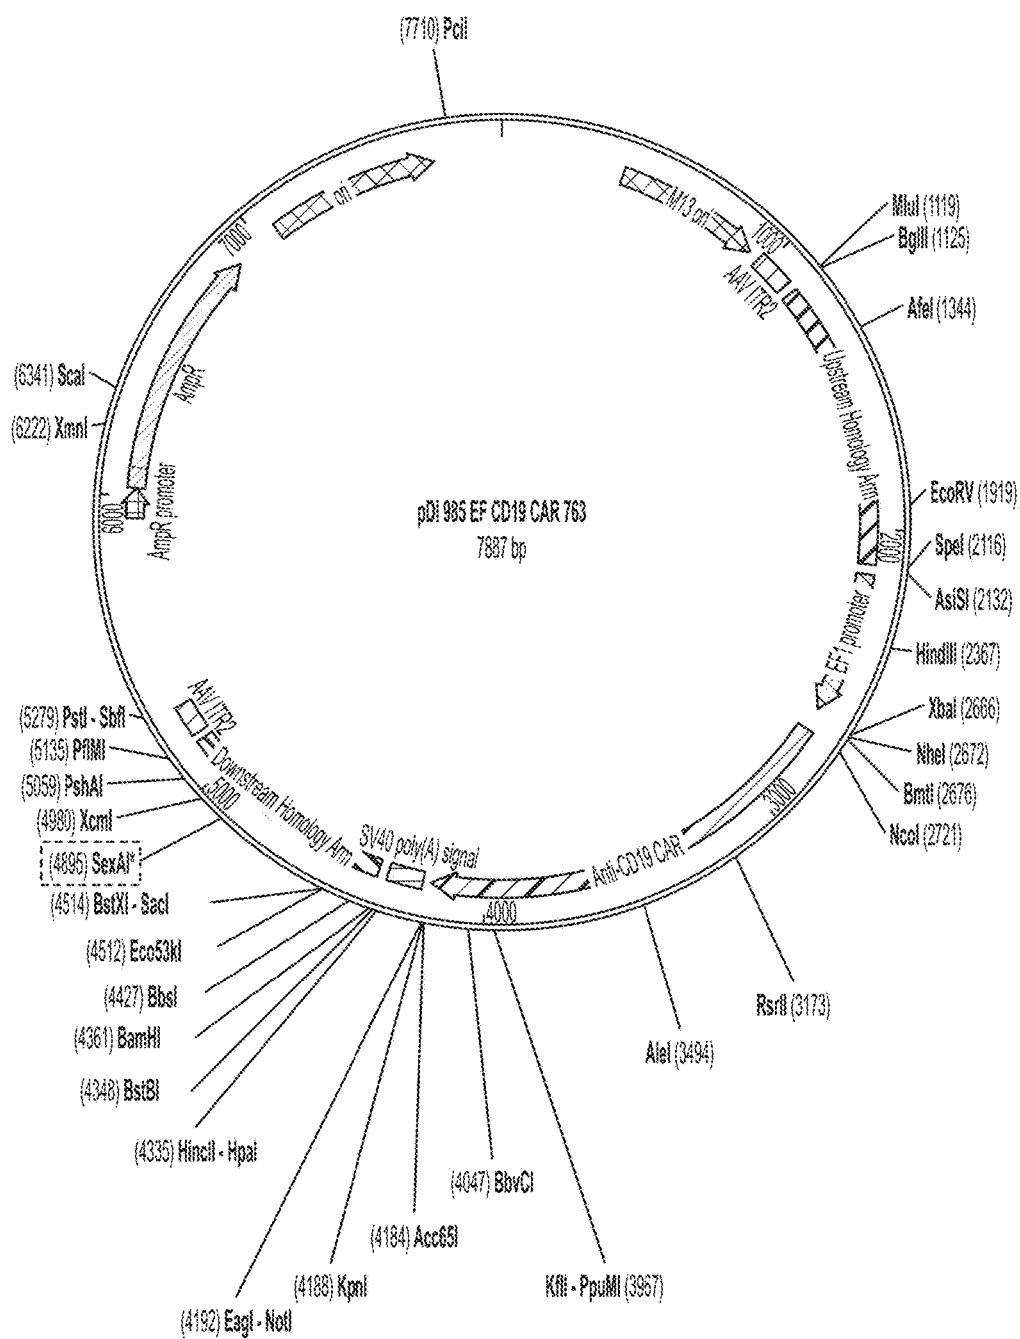 (7710) PciI
MluI (1119)
BglII (1125)
AfeI (1344)
EcoRV (1919)
SpeI (2116)
AsiSI (2132)
HindIII (2367)
XbaI (2666)
NheI (2672)
BmtI (2676)
NcoI (2721)
RsrII (3173)
AleI (3494)
KflI - PpuMI (3967)
(4047) BbvCI
(4184) Acc65I
(4188) KpnI
(4192) EagI - NotI
(4335) HincII - HpaI
(4348) BstBI
(4361) BamHI
(4427) BbsI
(4512) Eco53kI
(4514) BstXI - SacI
(4895) SexAI*
(4980) XcmI
(5059) PshAI
(5135) PflMI
(5279) PstI - SbfI
(6222) XmnI
(6341) ScaI
pDI 985 EF CD19 CAR 763
7887 bp
1000
2000
3000
4000
5000
6000
7000
M13 ori
AAV ITR2
Upstream Homology Arm
EF1 promoter
Anti-CD19 CAR
SV40 poly(A) signal
Downstream Homology Arm
AAV ITR2
AmpR promoter
AmpR
ori